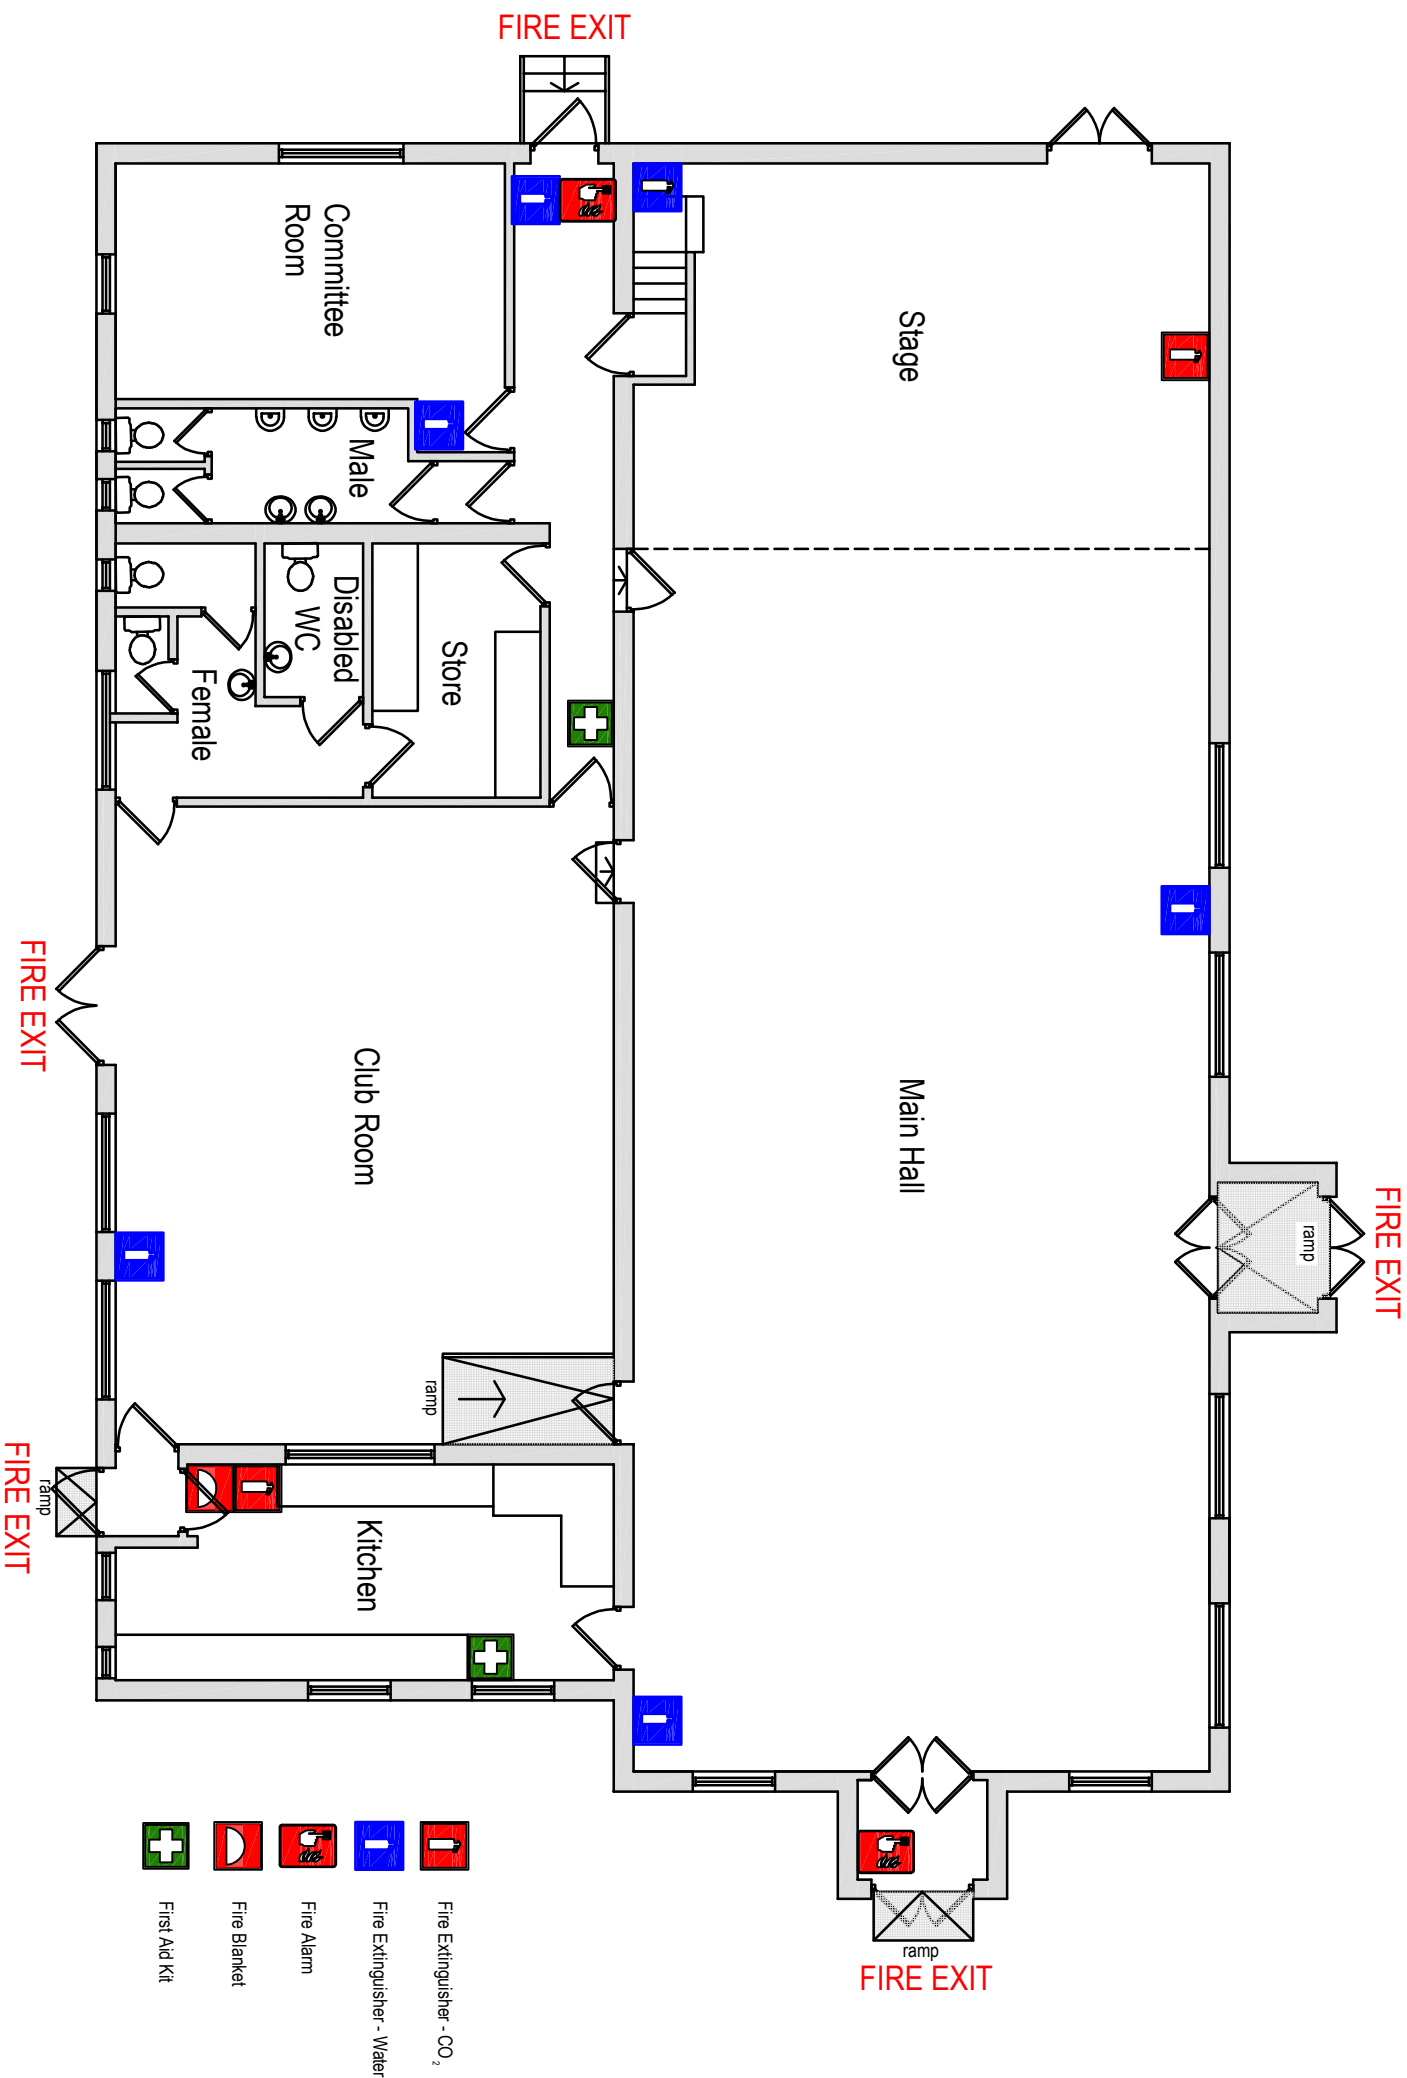 FIRE EXIT
Stage
Committee
Room
Male
Disabled
WC
Store
Female
FIRE EXIT
Club Room
Main Hall
FIRE EXIT
ramp
ramp
FIRE EXIT
ramp
Kitchen
ramp
FIRE EXIT
Fire Extinguisher - CO₂
Fire Extinguisher - Water
Fire Alarm
Fire Blanket
First Aid Kit